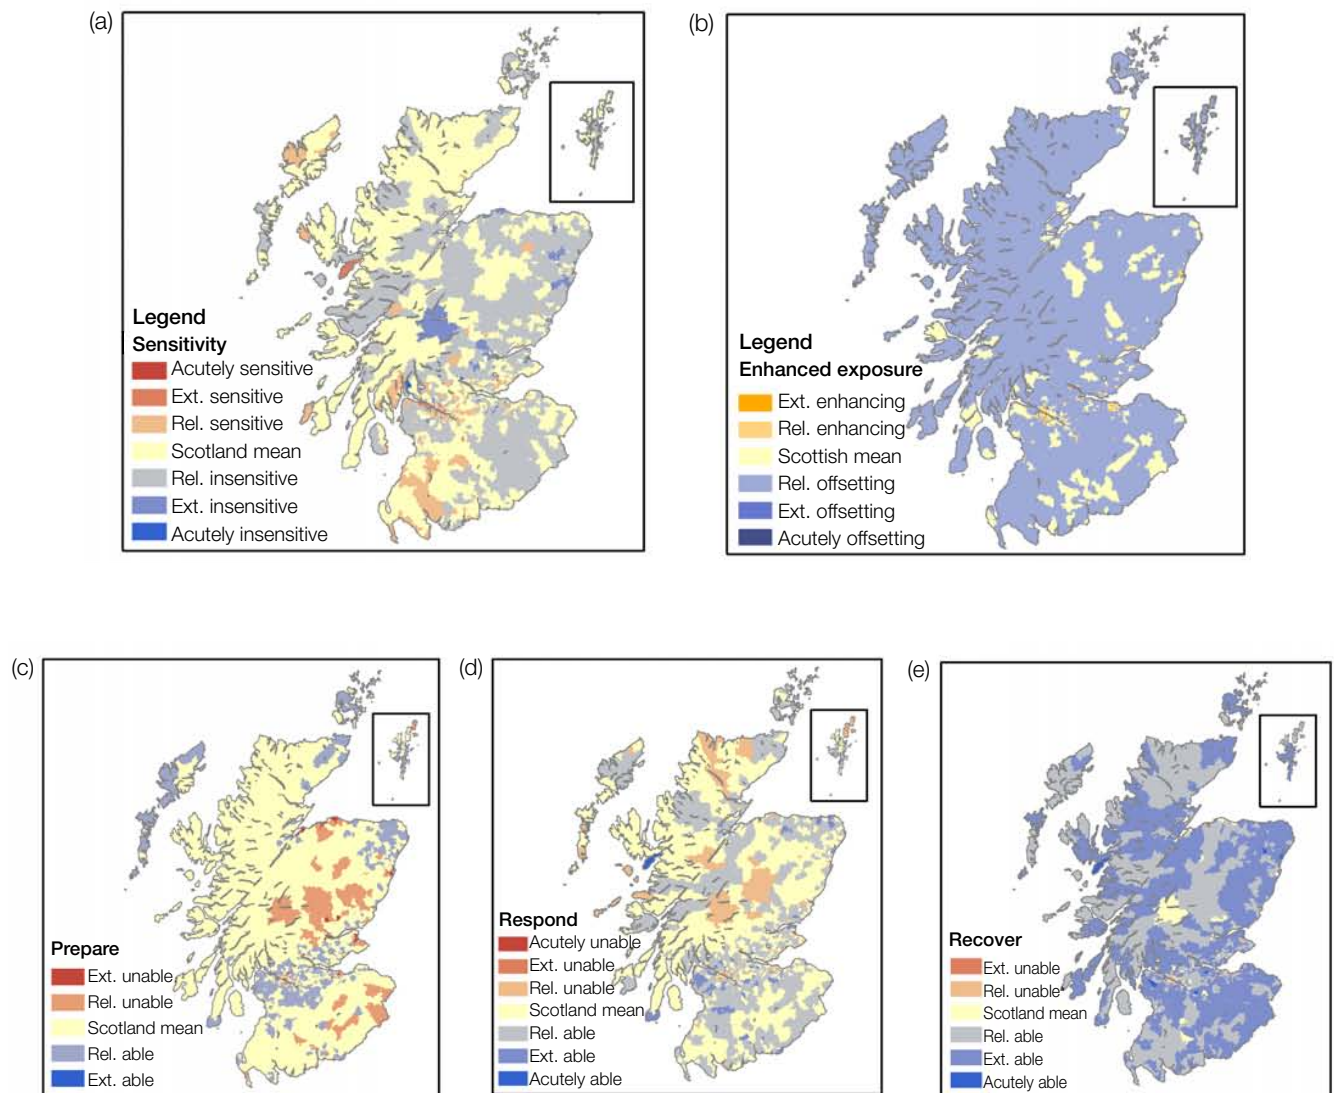 (a)
Legend
Sensitivity
Acutely sensitive
Ext. sensitive
Rel. sensitive
Scotland mean
Rel. insensitive
Ext. insensitive
Acutely insensitive
(b)
Legend
Enhanced exposure
Ext. enhancing
Rel. enhancing
Scottish mean
Rel. offsetting
Ext. offsetting
Acutely offsetting
(c)
Prepare
Ext. unable
Rel. unable
Scotland mean
Rel. able
Ext. able
(d)
Respond
Acutely unable
Ext. unable
Rel. unable
Scotland mean
Rel. able
Ext. able
Acutely able
(e)
Recover
Ext. unable
Rel. unable
Scotland mean
Rel. able
Ext. able
Acutely able